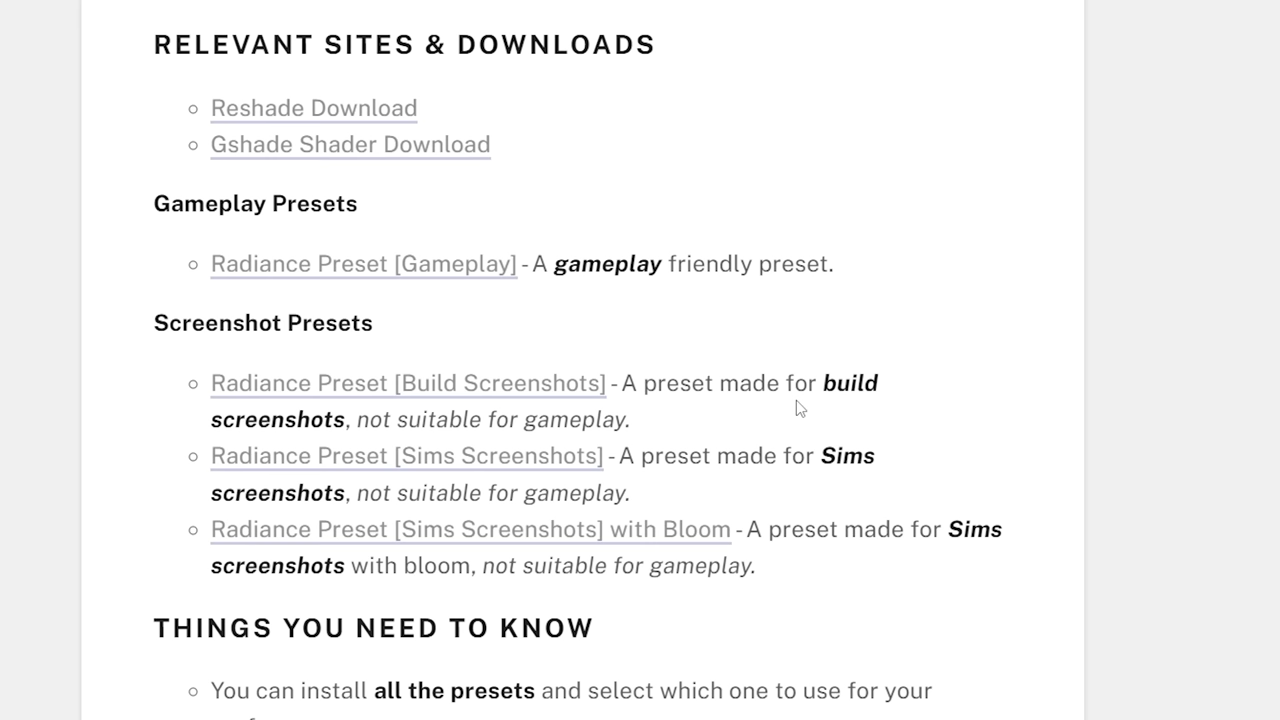 RELEVANT SITES & DOWNLOADS
Reshade Download
Gshade Shader Download
Gameplay Presets
Radiance Preset [Gameplay] - A gameplay friendly preset.
Screenshot Presets
Radiance Preset [Build Screenshots] - A preset made for build
screenshots, not suitable for gameplay.
Radiance Preset [Sims Screenshots] - A preset made for Sims
screenshots, not suitable for gameplay.
Radiance Preset [Sims Screenshots] with Bloom - A preset made for Sims
screenshots with bloom, not suitable for gameplay.
THINGS YOU NEED TO KNOW
You can install all the presets and select which one to use for your